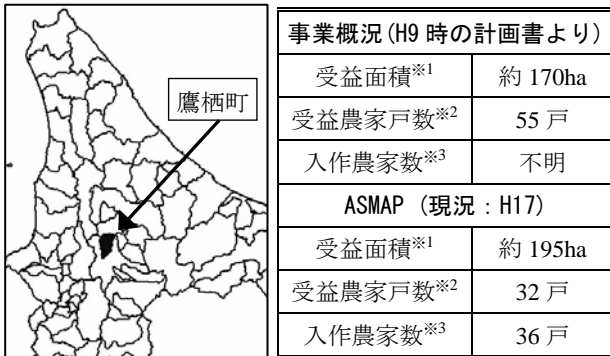 鷹栖町
事業概況(H9 時の計画書より)
受益面積※1 約 170ha
受益農家戸数※2 55 戸
入作農家数※3 不明
ASMAP (現況：H17)
受益面積※1 約 195ha
受益農家戸数※2 32 戸
入作農家数※3 36 戸